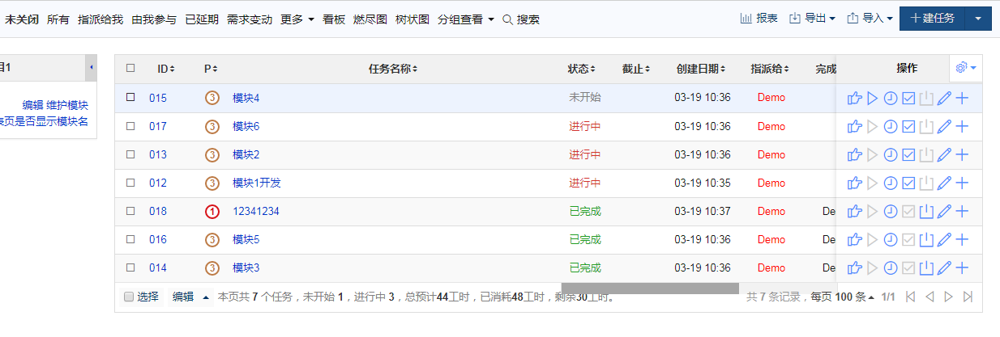 未关闭 所有 指派给我 由我参与 已延期 需求变动 更多 看板 燃尽图 树状图 分组查看 搜索 报表 导出 导入 建任务
目1
编辑 维护模块
表页是否显示模块名
ID P 任务名称 状态 截止 创建日期 指派给 完成 操作
015 3 模块4 未开始 03-19 10:36 Demo
017 3 模块6 进行中 03-19 10:36 Demo
013 3 模块2 进行中 03-19 10:36 Demo
012 3 模块1开发 进行中 03-19 10:35 Demo
018 1 12341234 已完成 03-19 10:37 Demo De
016 3 模块5 已完成 03-19 10:36 Demo De
014 3 模块3 已完成 03-19 10:36 Demo De
选择 编辑 本页共 7 个任务，未开始 1，进行中 3，总预计44工时，已消耗48工时，剩余30工时。 共 7 条记录，每页 100 条 1/1